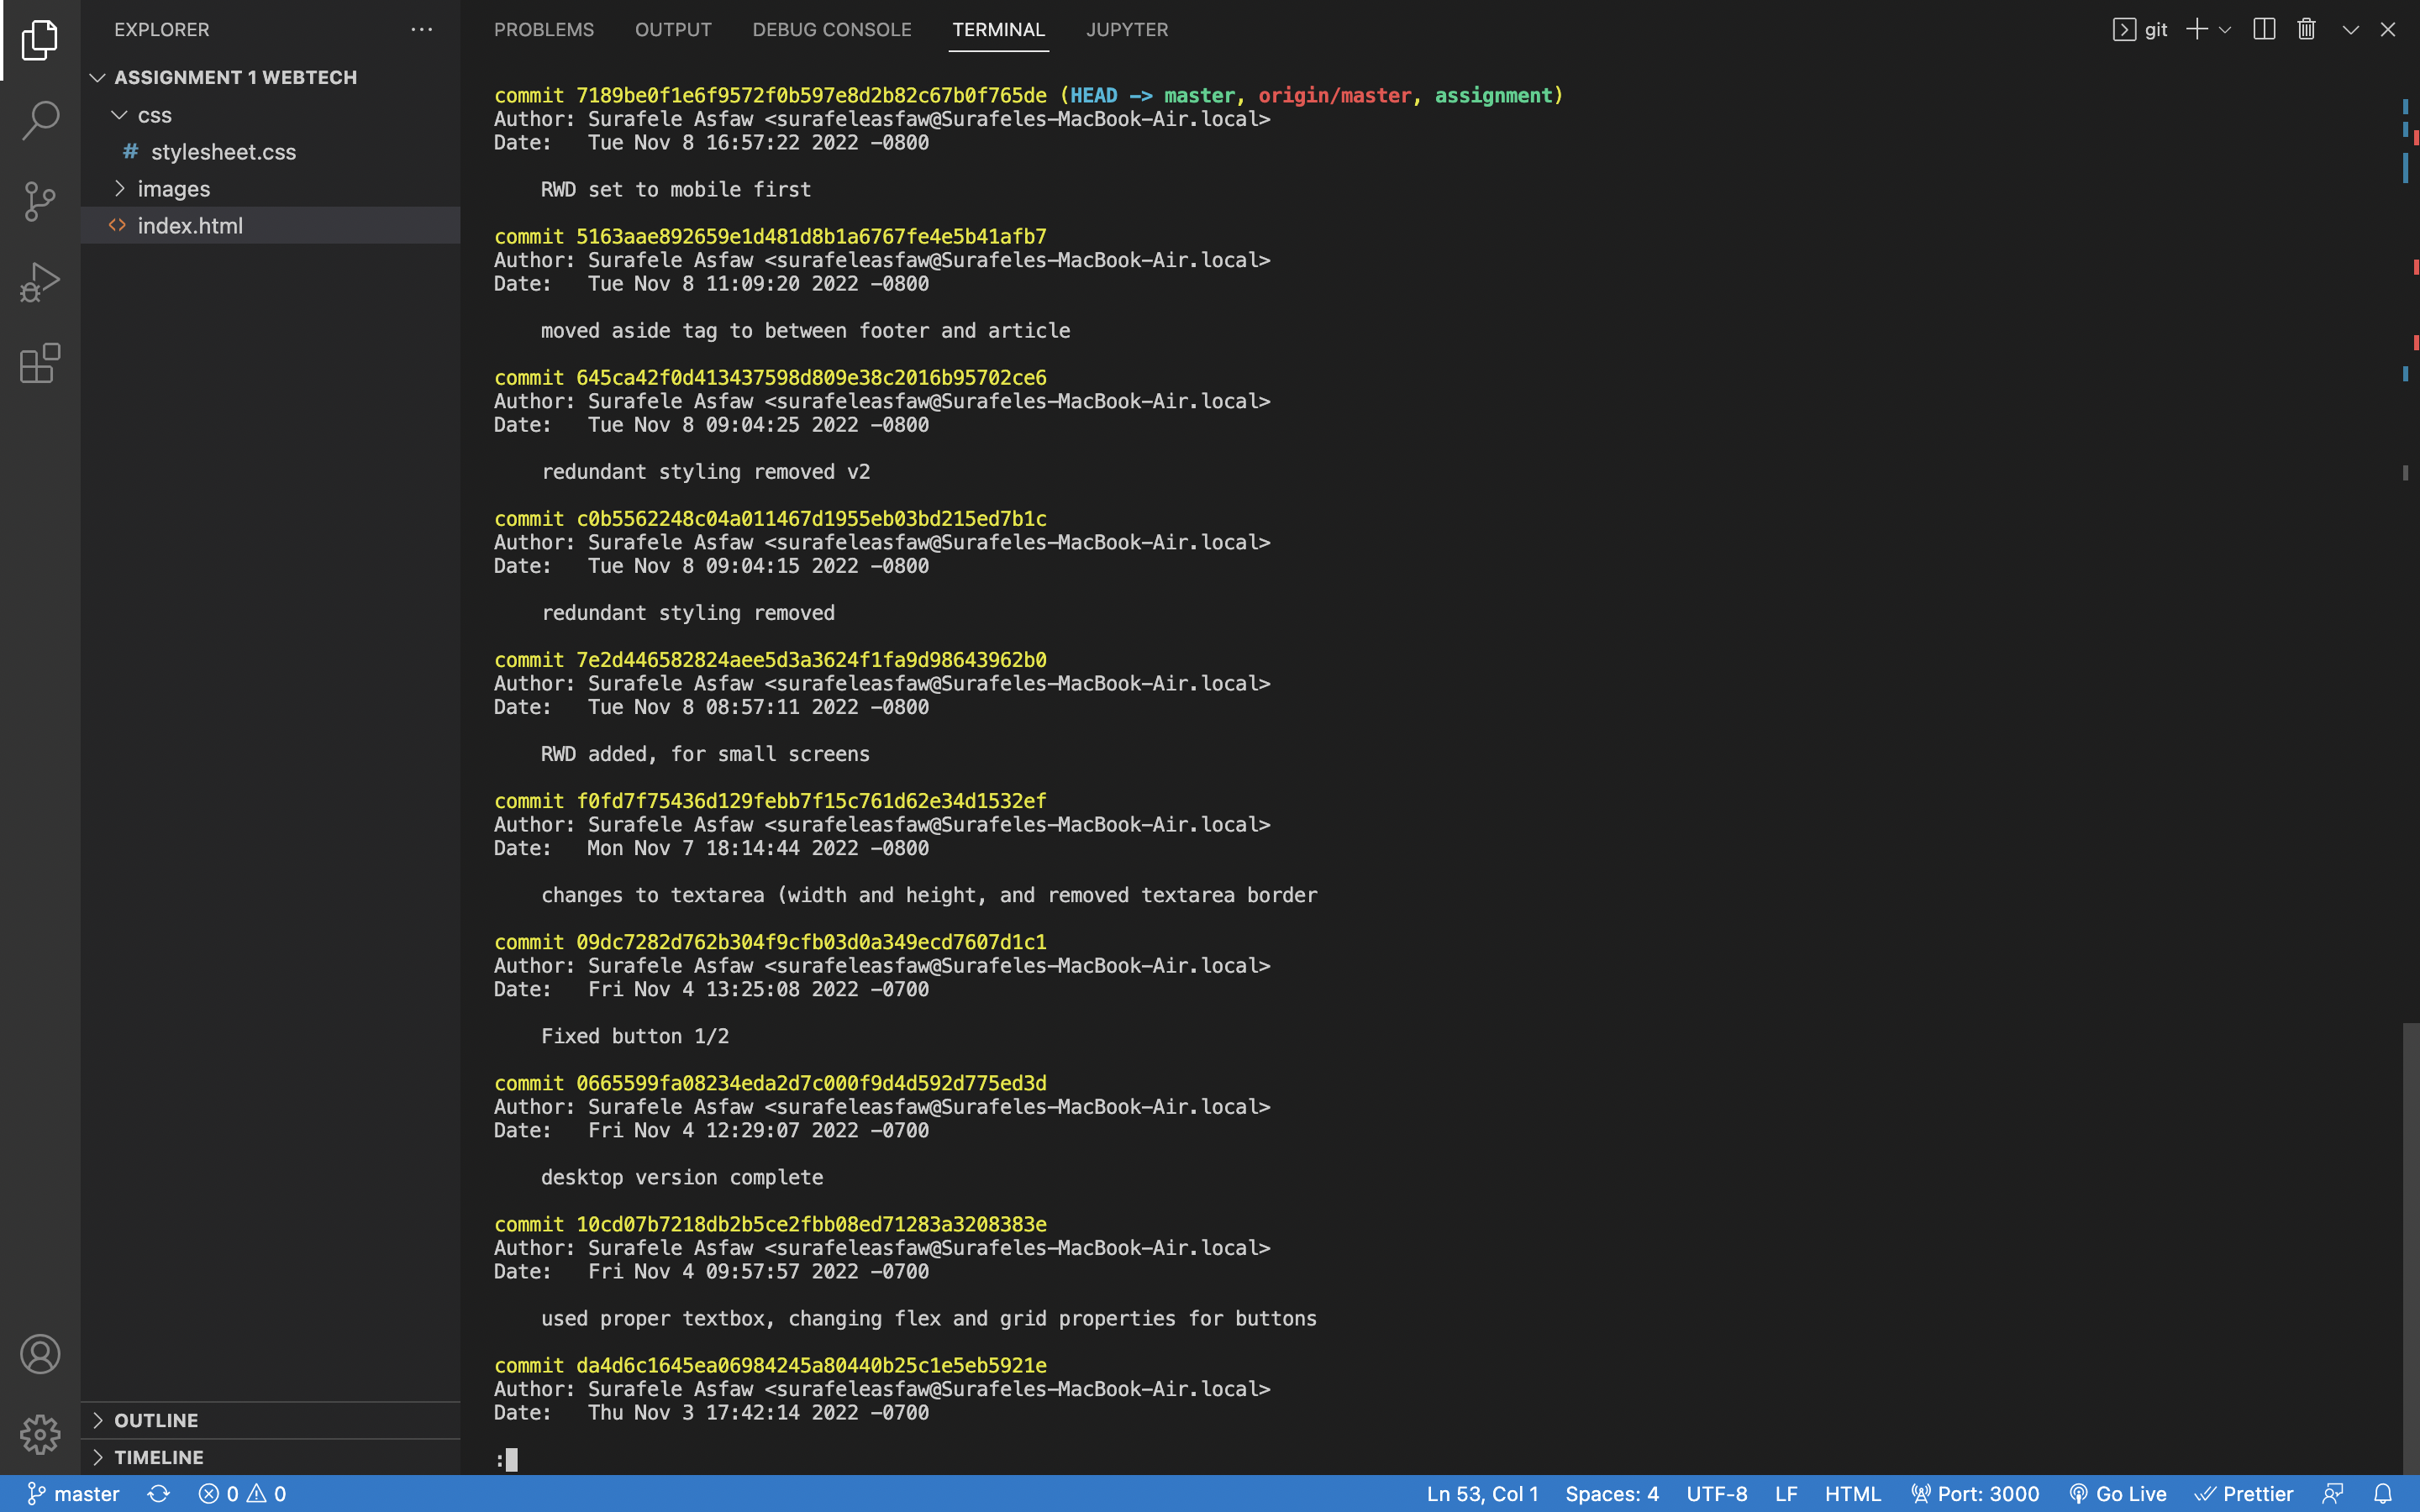 EXPLORER
ASSIGNMENT 1 WEBTECH
css
# stylesheet.css
images
<> index.html
OUTLINE
TIMELINE
PROBLEMS OUTPUT DEBUG CONSOLE TERMINAL JUPYTER
git
commit 7189be0f1e6f9572f0b597e8d2b82c67b0f765de (HEAD -> master, origin/master, assignment)
Author: Surafele Asfaw <surafeleasfaw@Surafeles-MacBook-Air.local>
Date:   Tue Nov 8 16:57:22 2022 -0800
RWD set to mobile first
commit 5163aae892659e1d481d8b1a6767fe4e5b41afb7
Author: Surafele Asfaw <surafeleasfaw@Surafeles-MacBook-Air.local>
Date:   Tue Nov 8 11:09:20 2022 -0800
moved aside tag to between footer and article
commit 645ca42f0d413437598d809e38c2016b95702ce6
Author: Surafele Asfaw <surafeleasfaw@Surafeles-MacBook-Air.local>
Date:   Tue Nov 8 09:04:25 2022 -0800
redundant styling removed v2
commit c0b5562248c04a011467d1955eb03bd215ed7b1c
Author: Surafele Asfaw <surafeleasfaw@Surafeles-MacBook-Air.local>
Date:   Tue Nov 8 09:04:15 2022 -0800
redundant styling removed
commit 7e2d446582824aee5d3a3624f1fa9d98643962b0
Author: Surafele Asfaw <surafeleasfaw@Surafeles-MacBook-Air.local>
Date:   Tue Nov 8 08:57:11 2022 -0800
RWD added, for small screens
commit f0fd7f75436d129febb7f15c761d62e34d1532ef
Author: Surafele Asfaw <surafeleasfaw@Surafeles-MacBook-Air.local>
Date:   Mon Nov 7 18:14:44 2022 -0800
changes to textarea (width and height, and removed textarea border
commit 09dc7282d762b304f9cfb03d0a349ecd7607d1c1
Author: Surafele Asfaw <surafeleasfaw@Surafeles-MacBook-Air.local>
Date:   Fri Nov 4 13:25:08 2022 -0700
Fixed button 1/2
commit 0665599fa08234eda2d7c000f9d4d592d775ed3d
Author: Surafele Asfaw <surafeleasfaw@Surafeles-MacBook-Air.local>
Date:   Fri Nov 4 12:29:07 2022 -0700
desktop version complete
commit 10cd07b7218db2b5ce2fbb08ed71283a3208383e
Author: Surafele Asfaw <surafeleasfaw@Surafeles-MacBook-Air.local>
Date:   Fri Nov 4 09:57:57 2022 -0700
used proper textbox, changing flex and grid properties for buttons
commit da4d6c1645ea06984245a80440b25c1e5eb5921e
Author: Surafele Asfaw <surafeleasfaw@Surafeles-MacBook-Air.local>
Date:   Thu Nov 3 17:42:14 2022 -0700
:
master 0 0 Ln 53, Col 1 Spaces: 4 UTF-8 LF HTML Port: 3000 Go Live Prettier